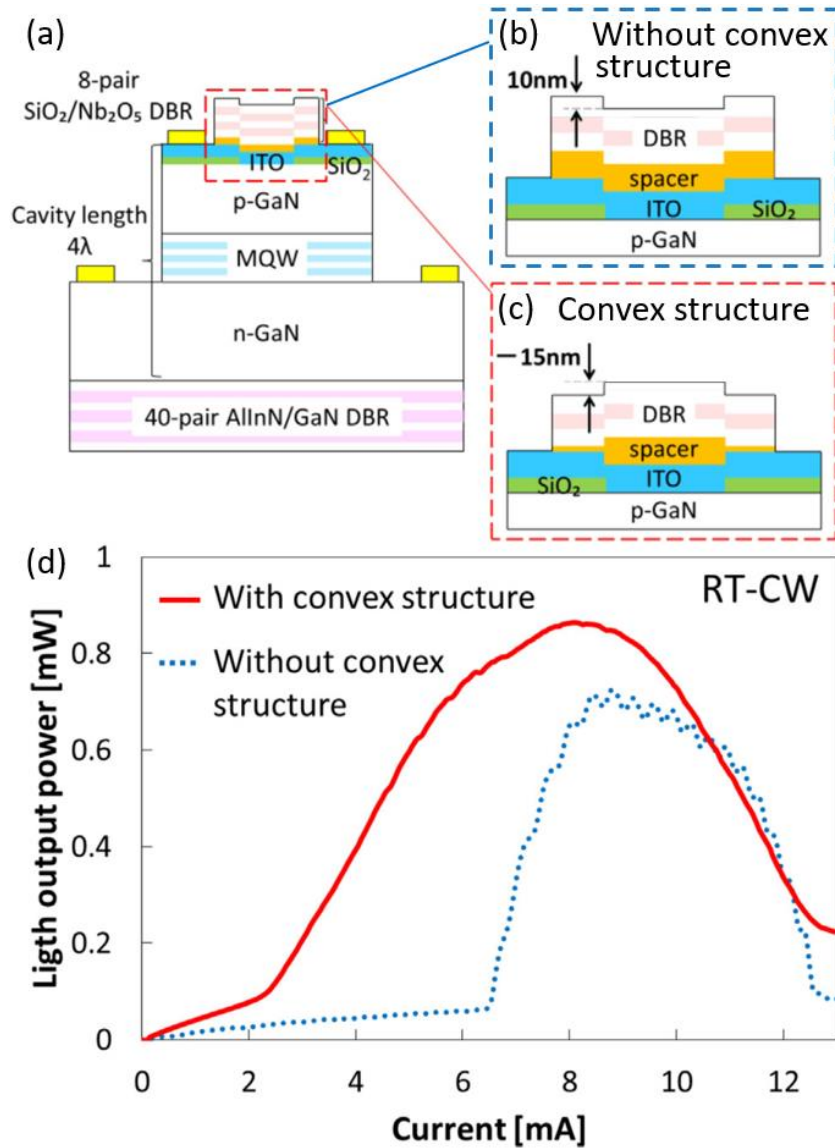 (a)
8-pair
SiO₂/Nb₂O₅ DBR
ITO
SiO₂
p-GaN
Cavity length
4λ
MQW
n-GaN
40-pair AlInN/GaN DBR
(b)
Without convex
structure
10nm
DBR
spacer
ITO
SiO₂
p-GaN
(c)
Convex structure
—15nm
DBR
spacer
SiO₂
ITO
p-GaN
(d)
1
0.8
0.6
0.4
0.2
0
Ligth output power [mW]
With convex structure
Without convex
structure
RT-CW
0 2 4 6 8 10 12
Current [mA]